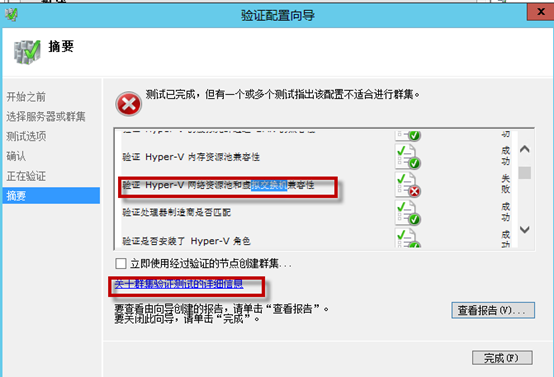 验证配置向导
摘要
开始之前
选择服务器或群集
测试选项
确认
正在验证
摘要
测试已完成，但有一个或多个测试指出该配置不适合进行群集。
成功
验证 Hyper-V 内存资源池兼容性 成功
验证 Hyper-V 网络资源池和虚拟交换机兼容性 失败
验证处理器制造商是否匹配 成功
验证是否安装了 Hyper-V 角色 成功
立即使用经过验证的节点创建群集...
关于群集验证测试的详细信息
要查看由向导创建的报告，请单击“查看报告”。
要关闭此向导，请单击“完成”。
查看报告(V)...
完成(F)